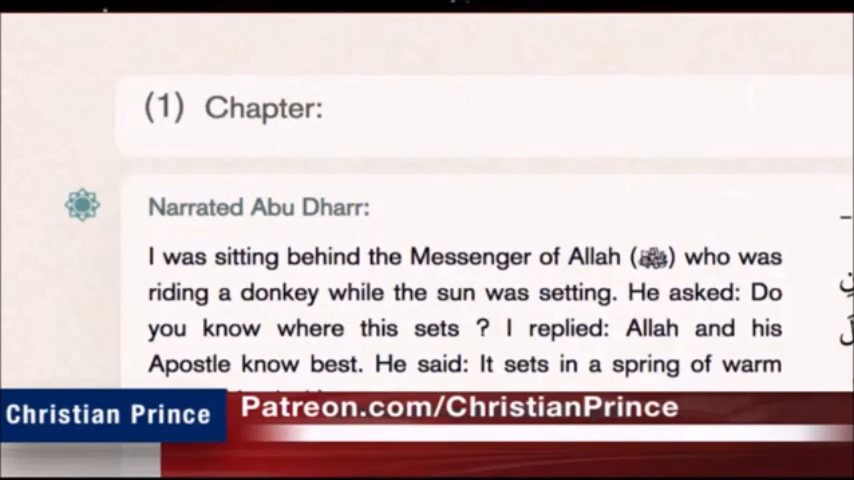 (1) Chapter:
Narrated Abu Dharr:
I was sitting behind the Messenger of Allah (ﷺ) who was
riding a donkey while the sun was setting. He asked: Do
you know where this sets ? I replied: Allah and his
Apostle know best. He said: It sets in a spring of warm
Christian Prince
Patreon.com/ChristianPrince